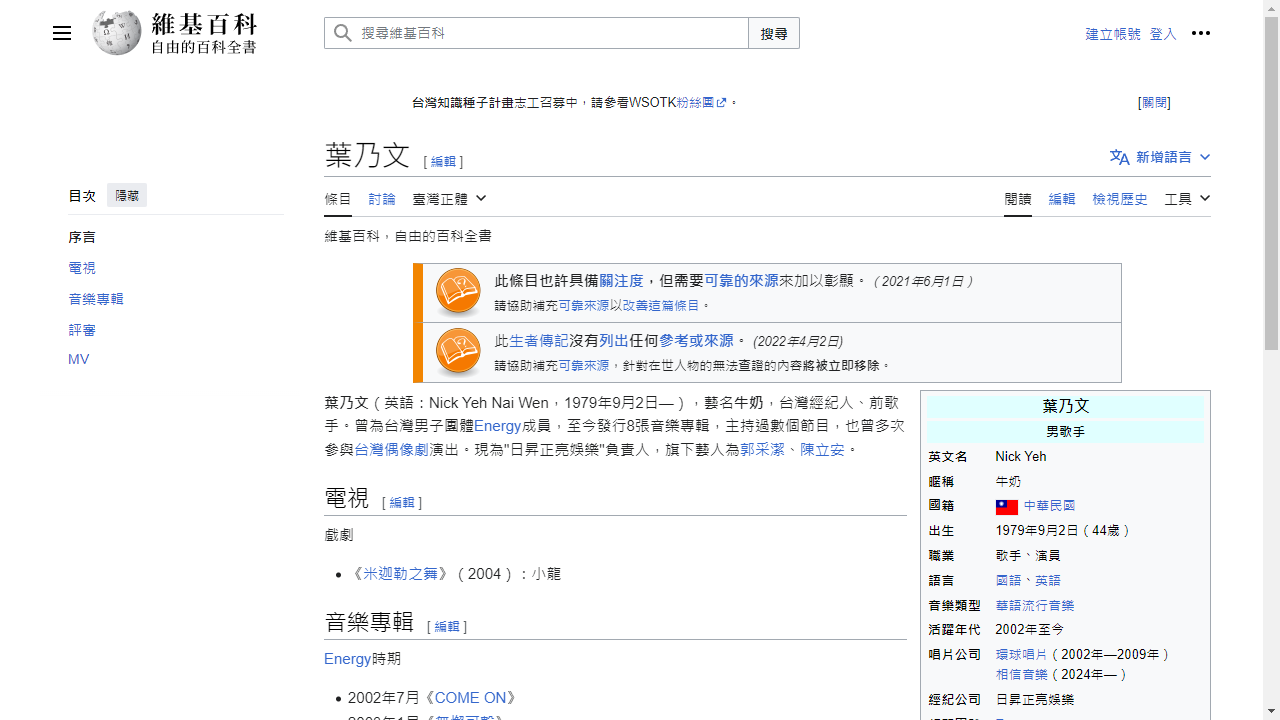 維基百科
自由的百科全書
搜尋維基百科
搜尋
建立帳號
登入
台灣知識種子計畫志工召募中，請參看WSOTK粉絲團。
[關閉]
葉乃文 [ 編輯 ]
新增語言
目次
隱藏
序言
電視
音樂專輯
評審
MV
條目
討論
臺灣正體
閱讀
編輯
檢視歷史
工具
維基百科，自由的百科全書
此條目也許具備關注度，但需要可靠的來源來加以彰顯。（2021年6月1日）
請協助補充可靠來源以改善這篇條目。
此生者傳記沒有列出任何參考或來源。 (2022年4月2日)
請協助補充可靠來源，針對在世人物的無法查證的內容將被立即移除。
葉乃文（英語：Nick Yeh Nai Wen，1979年9月2日—），藝名牛奶，台灣經紀人、前歌
手。曾為台灣男子團體Energy成員，至今發行8張音樂專輯，主持過數個節目，也曾多次
參與台灣偶像劇演出。現為"日昇正亮娛樂"負責人，旗下藝人為郭采潔、陳立安。
電視 [ 編輯 ]
戲劇
《米迦勒之舞》（2004）：小龍
音樂專輯 [ 編輯 ]
Energy時期
2002年7月《COME ON》
葉乃文
男歌手
英文名 Nick Yeh
暱稱 牛奶
國籍 中華民國
出生 1979年9月2日（44歲）
職業 歌手、演員
語言 國語、英語
音樂類型 華語流行音樂
活躍年代 2002年至今
唱片公司 環球唱片（2002年—2009年）
相信音樂（2024年—）
經紀公司 日昇正亮娛樂